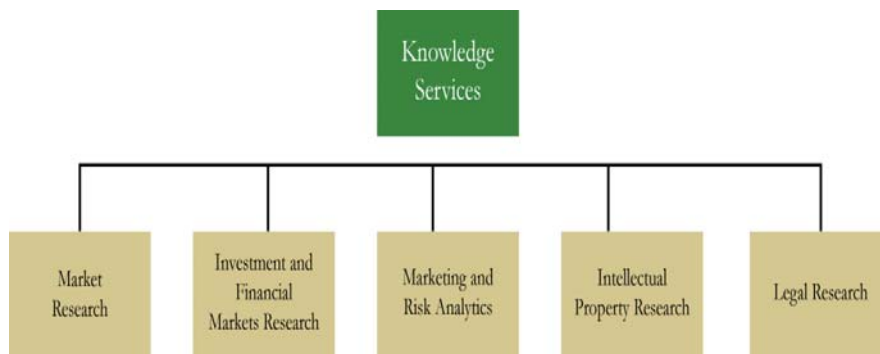 Knowledge
Services
Market
Research
Investment and
Financial
Markets Research
Marketing and
Risk Analytics
Intellectual
Property Research
Legal Research